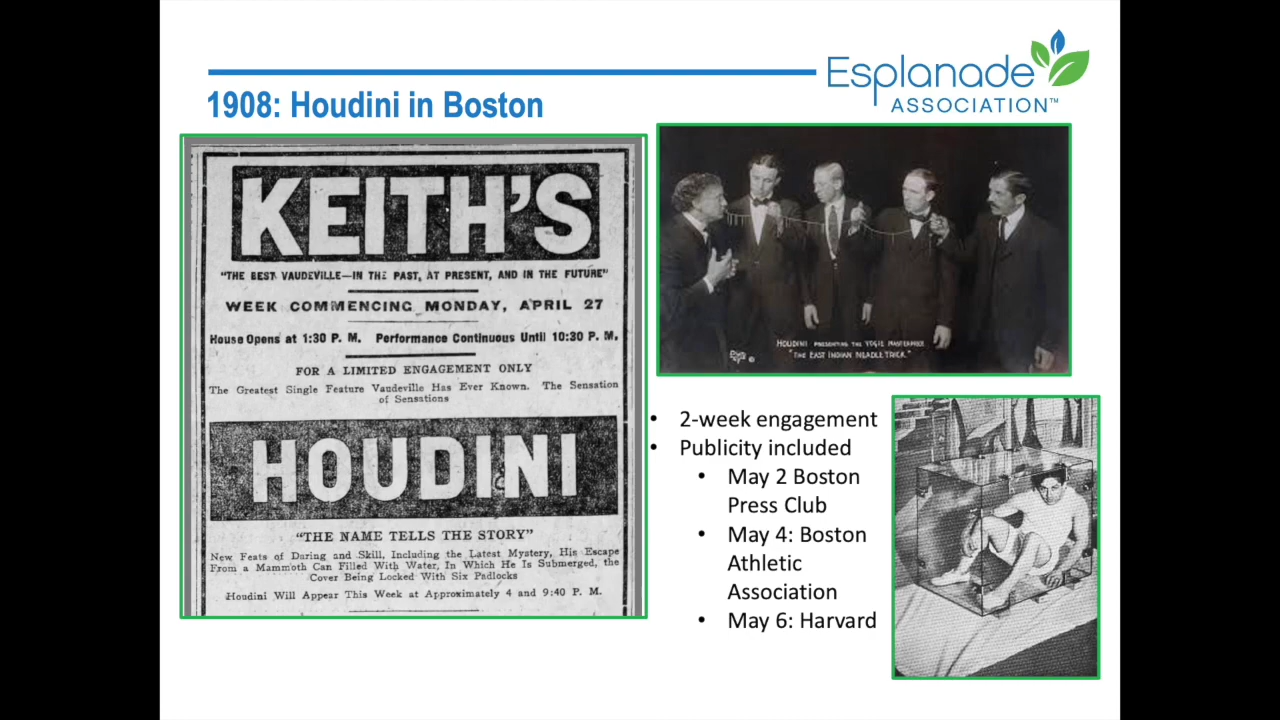 Esplanade
ASSOCIATION™
1908: Houdini in Boston
KEITH'S
"THE BEST VAUDEVILLE—IN THE PAST, AT PRESENT, AND IN THE FUTURE"
WEEK COMMENCING MONDAY, APRIL 27
House Opens at 1:30 P. M. Performance Continuous Until 10:30 P. M.
FOR A LIMITED ENGAGEMENT ONLY
The Greatest Single Feature Vaudeville Has Ever Known. The Sensation
of Sensations
HOUDINI
"THE NAME TELLS THE STORY"
New Feats of Daring and Skill, Including the Latest Mystery, His Escape
From a Mammoth Can Filled With Water, In Which He Is Submerged, the
Cover Being Locked With Six Padlocks
Houdini Will Appear This Week at Approximately 4 and 9:40 P. M.
HOUDINI PRESENTING THE MASTERPIECE
"THE EAST INDIAN NEEDLE TRICK."
• 2-week engagement
• Publicity included
• May 2 Boston
Press Club
• May 4: Boston
Athletic
Association
• May 6: Harvard